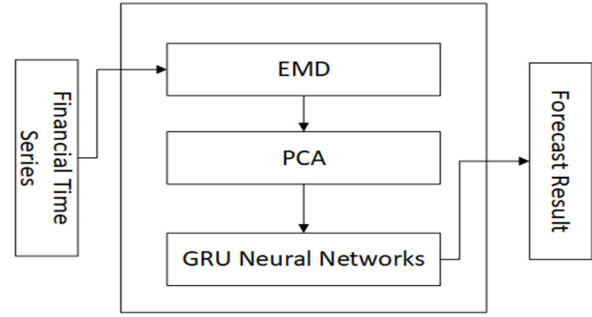 Financial Time
Series
EMD
PCA
GRU Neural Networks
Forecast Result